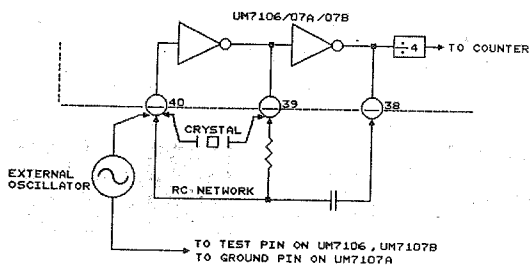 UM7106/07A/07B
÷4
TO COUNTER
40
39
38
CRYSTAL
EXTERNAL
OSCILLATOR
RC NETWORK
TO TEST PIN ON UM7106, UM7107B
TO GROUND PIN ON UM7107A